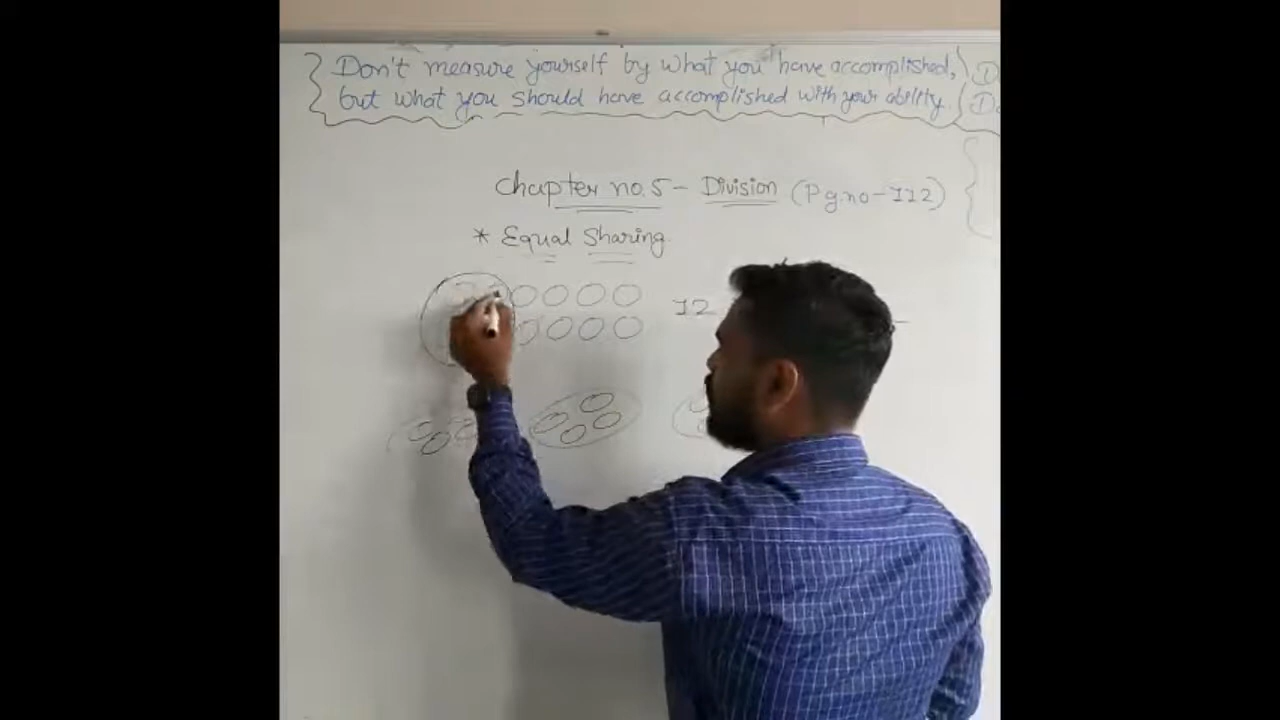 Don't measure yourself by what you have accomplished,
but what you should have accomplished with your ability.
Chapter no.5 - Division (Pg.no-112)
* Equal Sharing
12